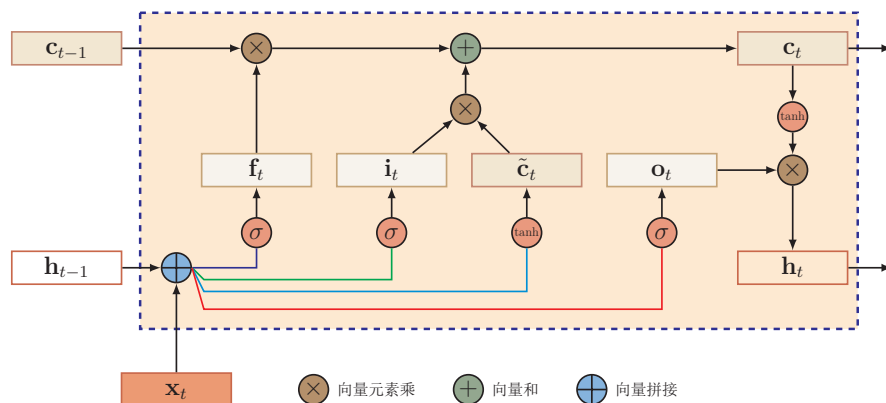 c_{t−1} × + c_t
× tanh
f_t i_t c̃_t o_t ×
σ σ tanh σ
h_{t−1} h_t
x_t × 向量元素乘 + 向量和 向量拼接